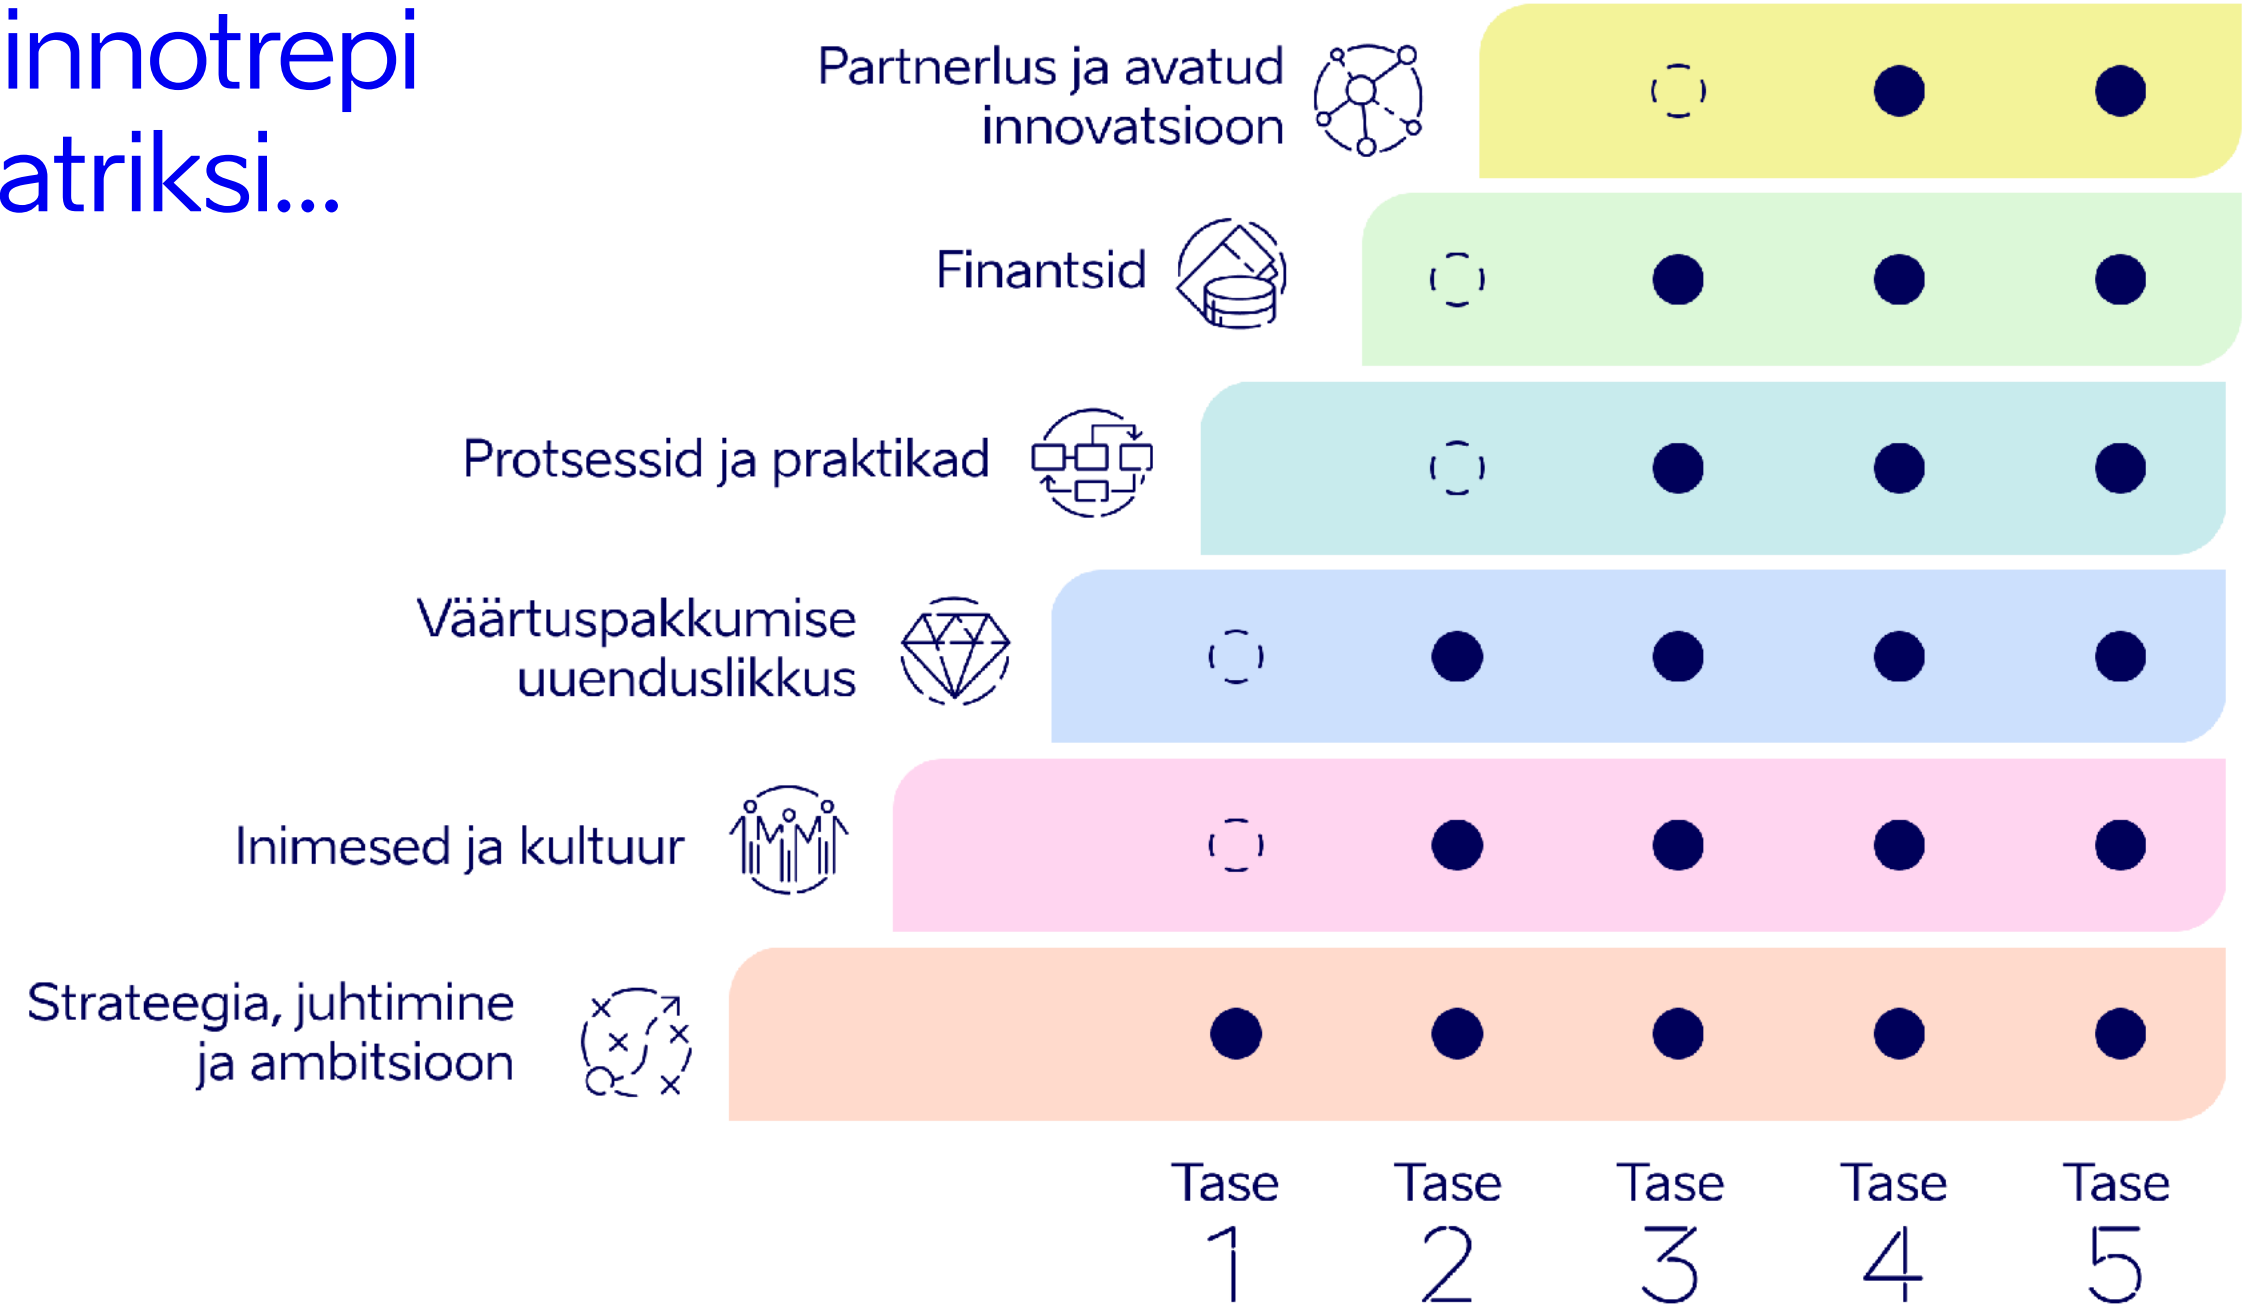 innotrepi
atriksi...
Partnerlus ja avatud
innovatsioon
Finantsid
Protsessid ja praktikad
Väärtuspakkumise
uuenduslikkus
Inimesed ja kultuur
Strateegia, juhtimine
ja ambitsioon
Tase Tase Tase Tase Tase
1 2 3 4 5